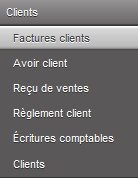 Clients
Factures clients
Avoir client
Reçu de ventes
Règlement client
Écritures comptables
Clients